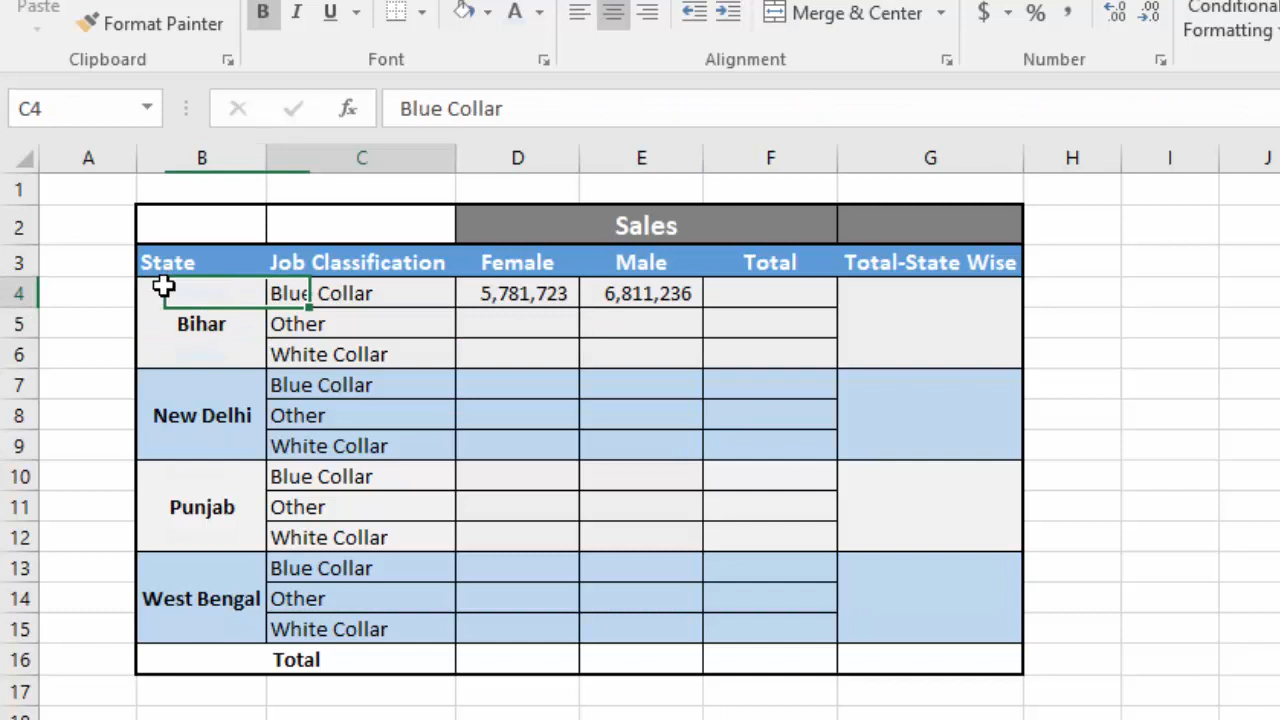 Paste
Format Painter
B I U A
Merge & Center
$ % ,
Conditional
Formatting
Clipboard Font Alignment Number
C4 fx Blue Collar
A B C D E F G H I J
1
2 Sales
3 State Job Classification Female Male Total Total-State Wise
4 Blue Collar 5,781,723 6,811,236
5 Bihar Other
6 White Collar
7 Blue Collar
8 New Delhi Other
9 White Collar
10 Blue Collar
11 Punjab Other
12 White Collar
13 Blue Collar
14 West Bengal Other
15 White Collar
16 Total
17